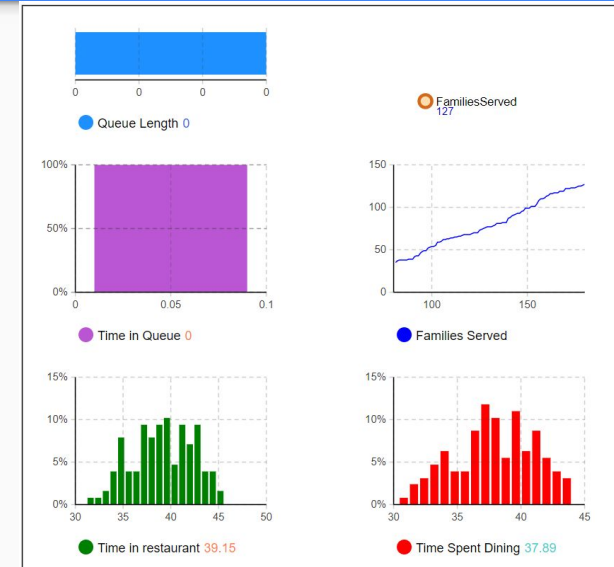 0 0 0 0
Queue Length 0
FamiliesServed
127
100%
50%
0%
0 0.05 0.1
Time in Queue 0
150
100
50
0
100 150
Families Served
15%
10%
5%
0%
30 35 40 45 50
Time in restaurant 39.15
15%
10%
5%
0%
30 35 40 45
Time Spent Dining 37.89